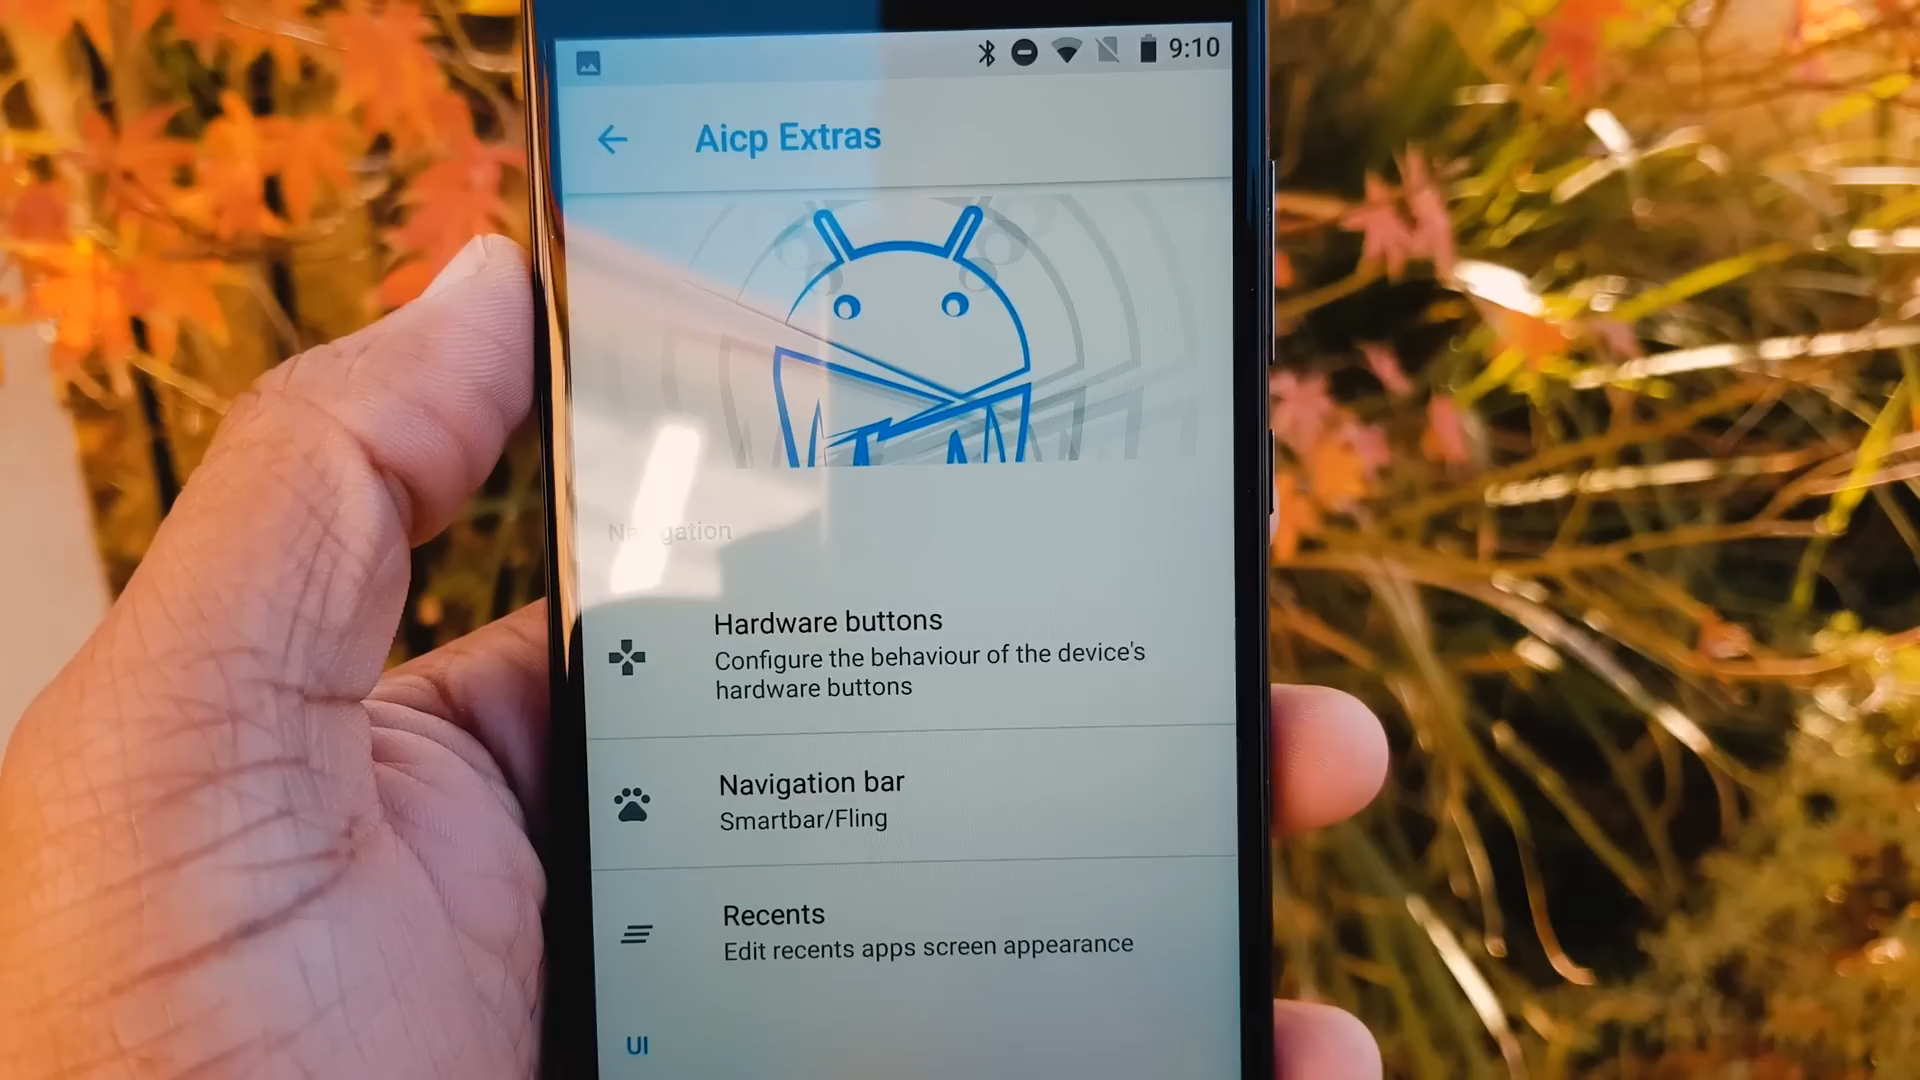 9:10
Aicp Extras
Navigation
Hardware buttons
Configure the behaviour of the device's
hardware buttons
Navigation bar
Smartbar/Fling
Recents
Edit recents apps screen appearance
UI